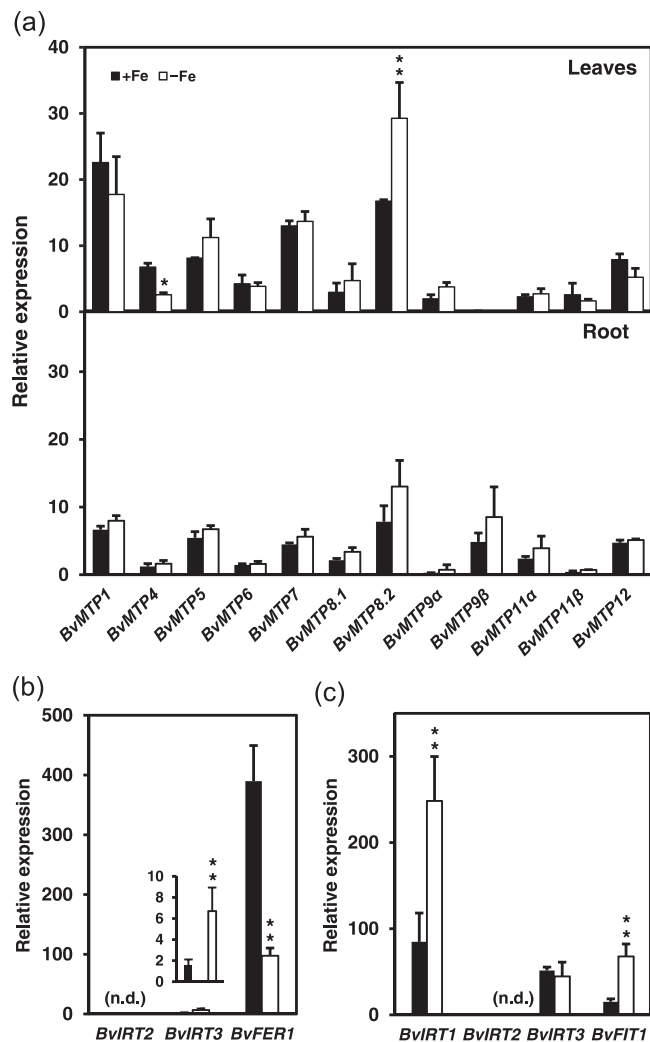 (a)
Relative expression
40
30
20
10
0
+Fe
−Fe
Leaves
* 
* *
Relative expression
30
20
10
0
Root
BvMTP1
BvMTP4
BvMTP5
BvMTP6
BvMTP7
BvMTP8.1
BvMTP8.2
BvMTP9α
BvMTP9β
BvMTP11α
BvMTP11β
BvMTP12
(b)
Relative expression
500
400
300
200
100
0
10
8
6
4
2
0
* *
* *
(n.d.)
BvIRT2
BvIRT3
BvFER1
(c)
Relative expression
300
200
100
0
* *
* *
(n.d.)
BvIRT1
BvIRT2
BvIRT3
BvFIT1